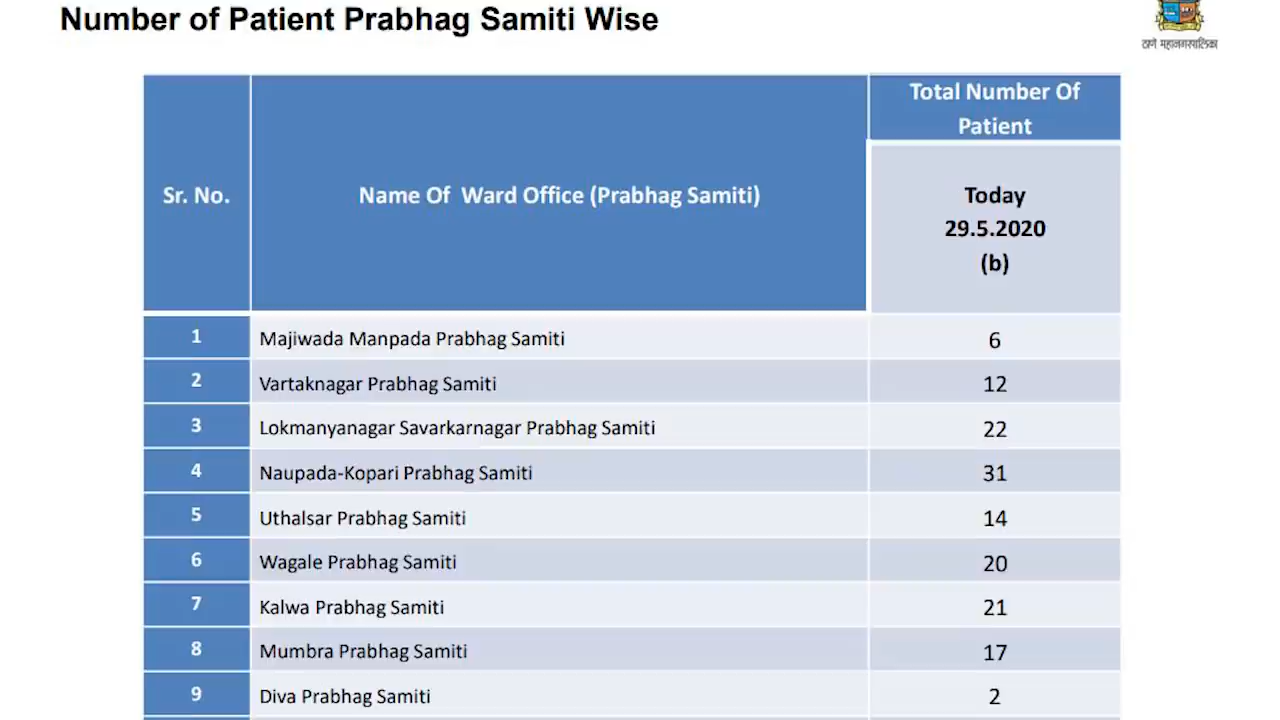 Number of Patient Prabhag Samiti Wise
ठाणे महानगरपालिका
Sr. No.
Name Of Ward Office (Prabhag Samiti)
Total Number Of
Patient
Today
29.5.2020
(b)
1 Majiwada Manpada Prabhag Samiti 6
2 Vartaknagar Prabhag Samiti 12
3 Lokmanyanagar Savarkarnagar Prabhag Samiti 22
4 Naupada-Kopari Prabhag Samiti 31
5 Uthalsar Prabhag Samiti 14
6 Wagale Prabhag Samiti 20
7 Kalwa Prabhag Samiti 21
8 Mumbra Prabhag Samiti 17
9 Diva Prabhag Samiti 2